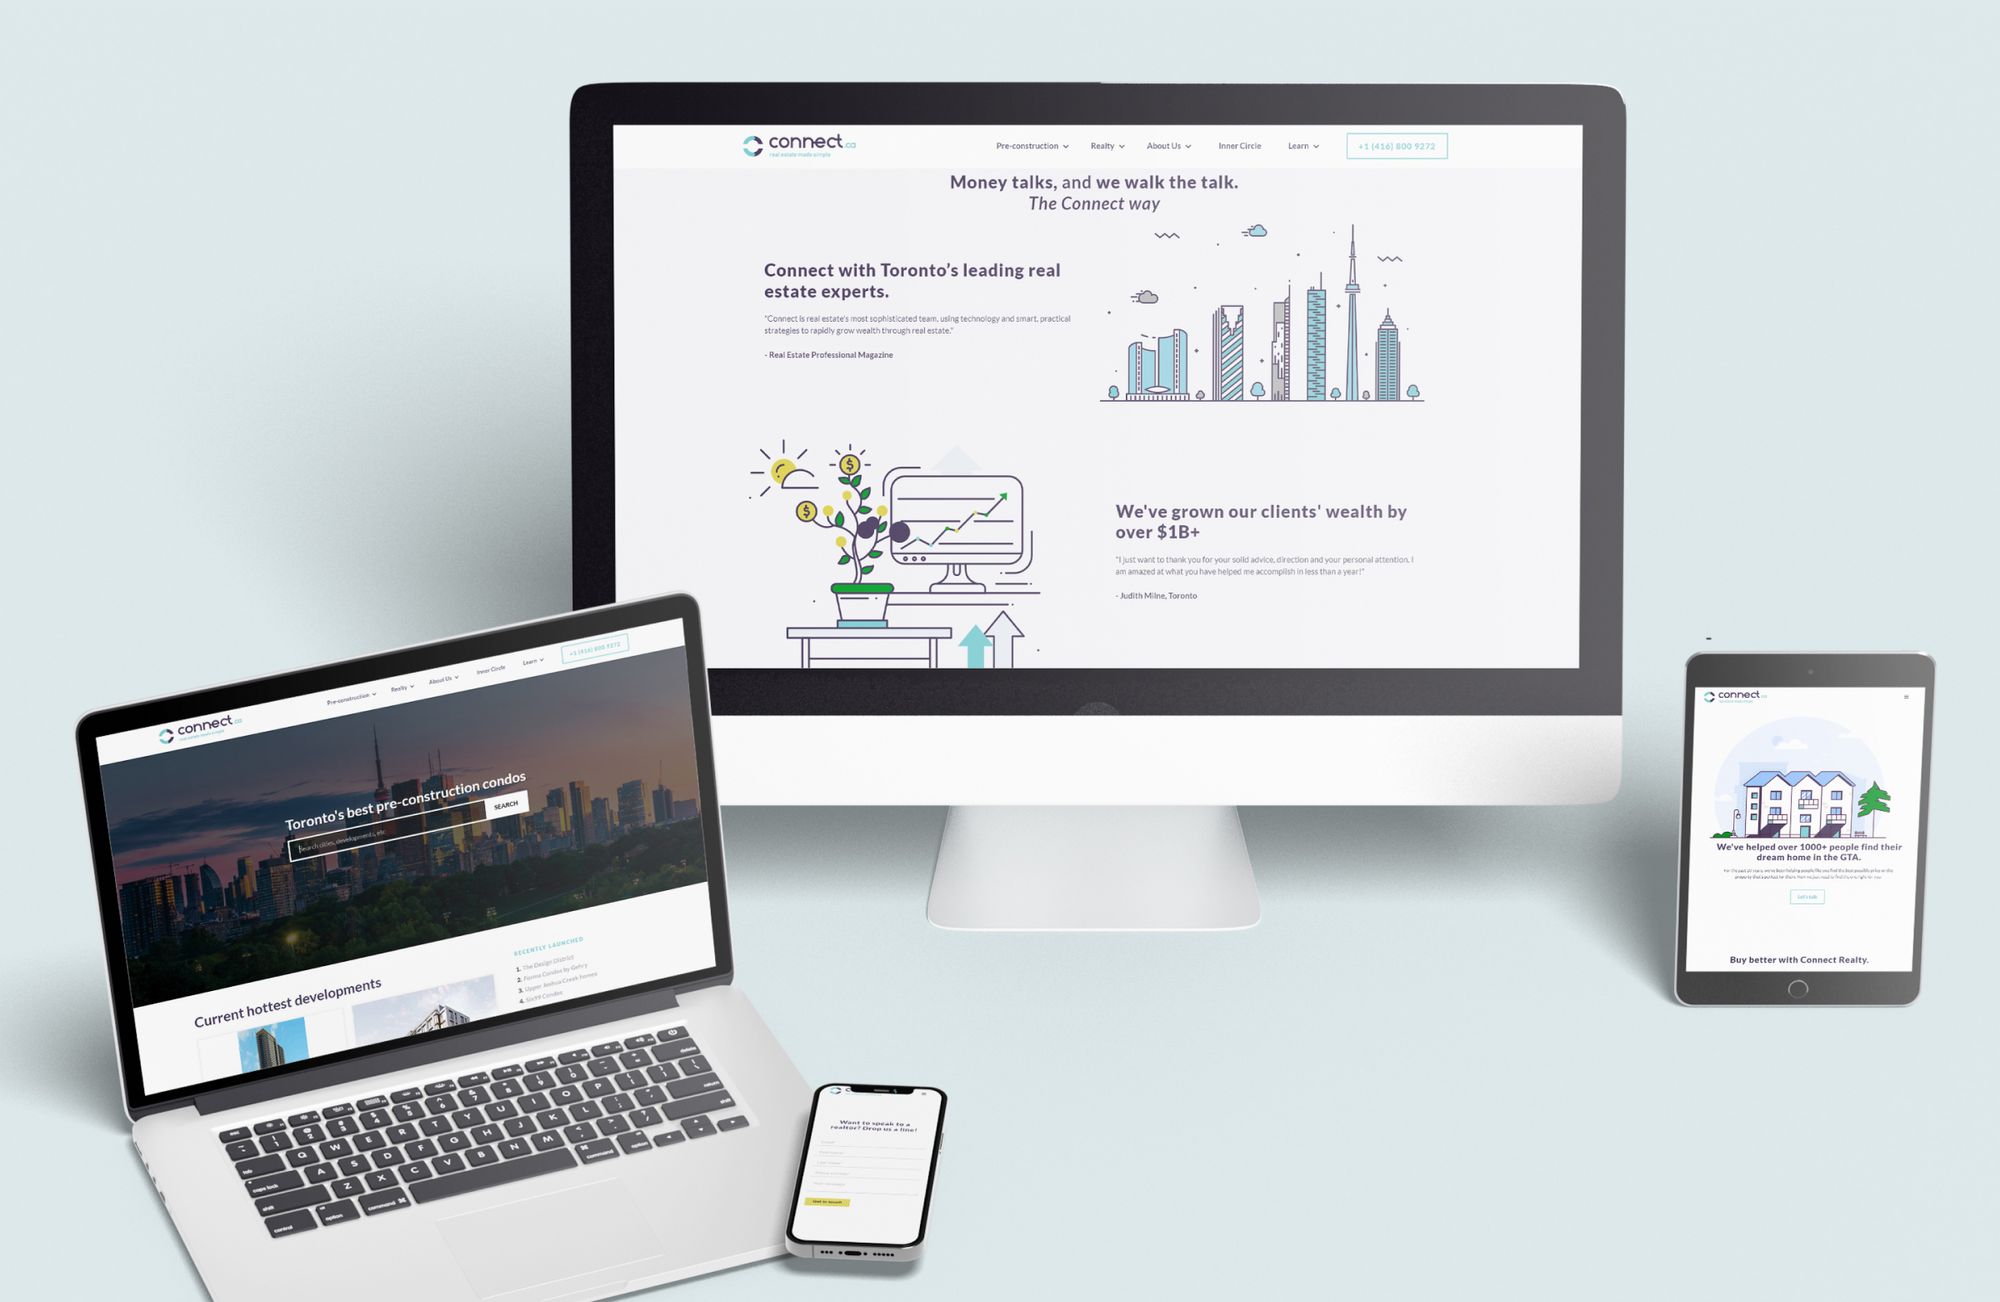 connect.ca
real estate made simple
Pre-construction
Realty
About Us
Inner Circle
Learn
+1 (416) 800 9272
Money talks, and we walk the talk.
The Connect way
Connect with Toronto’s leading real
estate experts.
"Connect is real estate's most sophisticated team, using technology and smart, practical
strategies to rapidly grow wealth through real estate."
- Real Estate Professional Magazine
We've grown our clients' wealth by
over $1B+
"I just want to thank you for your solid advice, direction and your personal attention. I
am amazed at what you have helped me accomplish in less than a year!"
- Judith Milne, Toronto
connect.ca
real estate made simple
Pre-construction
Realty
About Us
Inner Circle
Learn
+1 (416) 800 9272
Toronto's best pre-construction condos
Search cities, developments, etc
SEARCH
Current hottest developments
RECENTLY LAUNCHED
1. The Design District
2. Forma Condos by Gehry
3. Upper Joshua Creek homes
4. Six99 Condos
connect.ca
We've helped over 1000+ people find their
dream home in the GTA.
Let's talk
Buy better with Connect Realty.
Want to speak to a
realtor? Drop us a line!